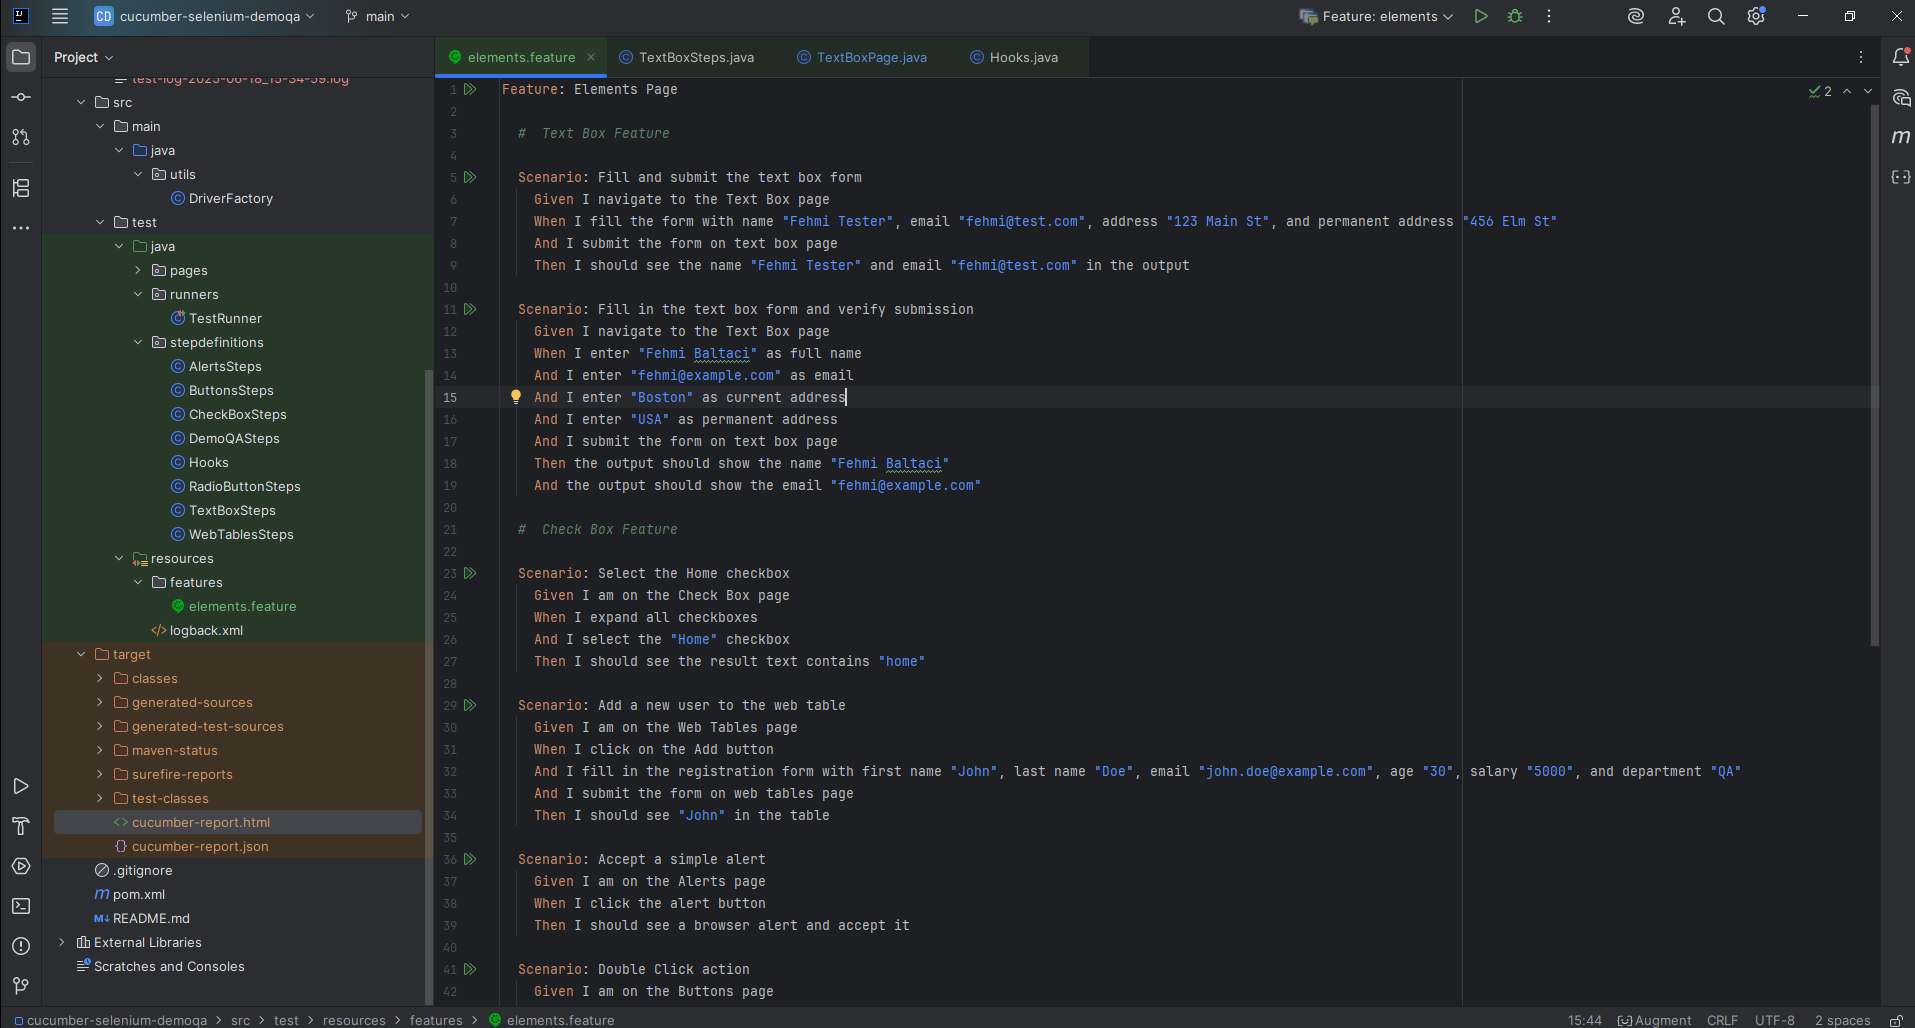 CD cucumber-selenium-demoqa main Feature: elements
Project
elements.feature TextBoxSteps.java TextBoxPage.java Hooks.java
test-log-2025-06-18_15-34-59.log
src
main
java
utils
DriverFactory
test
java
pages
runners
TestRunner
stepdefinitions
AlertsSteps
ButtonsSteps
CheckBoxSteps
DemoQASteps
Hooks
RadioButtonSteps
TextBoxSteps
WebTablesSteps
resources
features
elements.feature
logback.xml
target
classes
generated-sources
generated-test-sources
maven-status
surefire-reports
test-classes
cucumber-report.html
cucumber-report.json
.gitignore
pom.xml
README.md
External Libraries
Scratches and Consoles
2
1 Feature: Elements Page
2
3 #  Text Box Feature
4
5 Scenario: Fill and submit the text box form
6 Given I navigate to the Text Box page
7 When I fill the form with name "Fehmi Tester", email "fehmi@test.com", address "123 Main St", and permanent address "456 Elm St"
8 And I submit the form on text box page
9 Then I should see the name "Fehmi Tester" and email "fehmi@test.com" in the output
10
11 Scenario: Fill in the text box form and verify submission
12 Given I navigate to the Text Box page
13 When I enter "Fehmi Baltaci" as full name
14 And I enter "fehmi@example.com" as email
15 And I enter "Boston" as current address
16 And I enter "USA" as permanent address
17 And I submit the form on text box page
18 Then the output should show the name "Fehmi Baltaci"
19 And the output should show the email "fehmi@example.com"
20
21 #  Check Box Feature
22
23 Scenario: Select the Home checkbox
24 Given I am on the Check Box page
25 When I expand all checkboxes
26 And I select the "Home" checkbox
27 Then I should see the result text contains "home"
28
29 Scenario: Add a new user to the web table
30 Given I am on the Web Tables page
31 When I click on the Add button
32 And I fill in the registration form with first name "John", last name "Doe", email "john.doe@example.com", age "30", salary "5000", and department "QA"
33 And I submit the form on web tables page
34 Then I should see "John" in the table
35
36 Scenario: Accept a simple alert
37 Given I am on the Alerts page
38 When I click the alert button
39 Then I should see a browser alert and accept it
40
41 Scenario: Double Click action
42 Given I am on the Buttons page
cucumber-selenium-demoqa > src > test > resources > features > elements.feature
15:44 Augment CRLF UTF-8 2 spaces